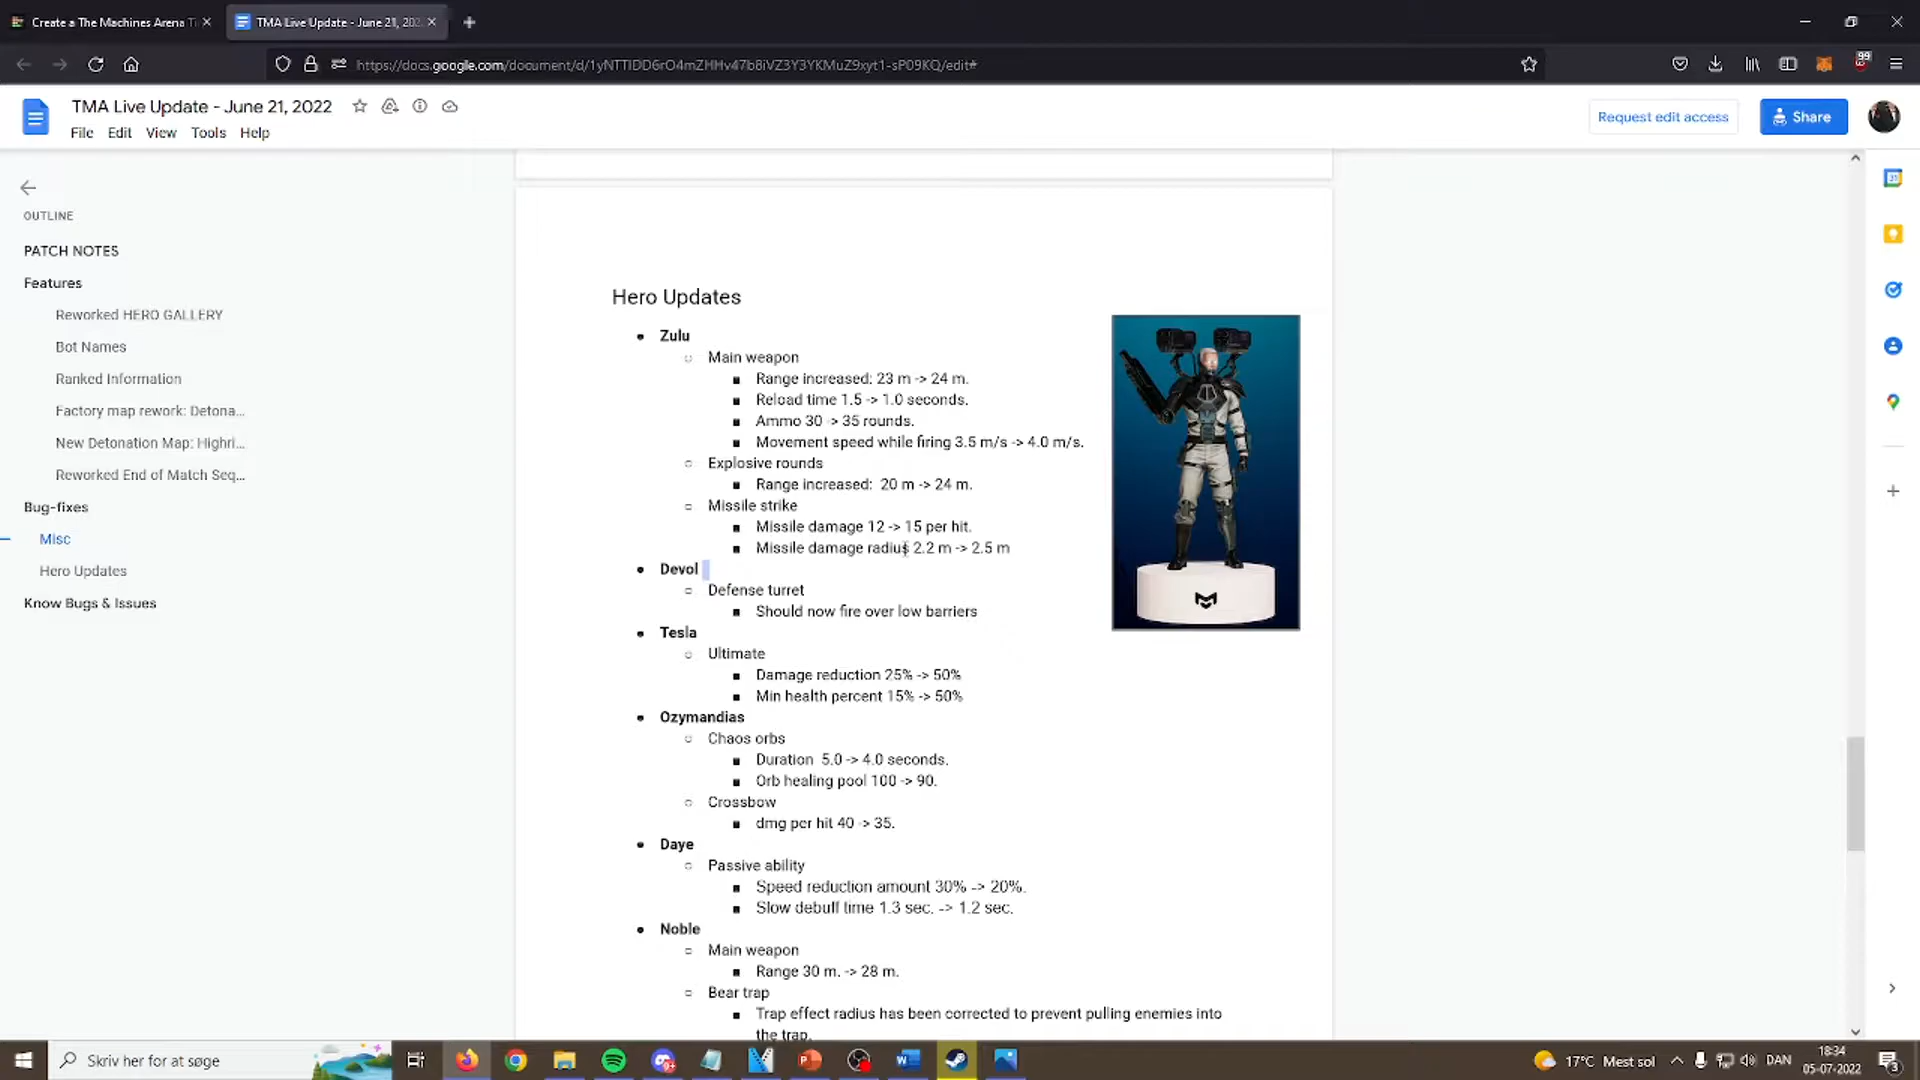 Create a The Machines Arena Ti
TMA Live Update - June 21, 202
https://docs.google.com/document/d/1yNTTIDD6rO4mZHHv47b8iVZ3Y3YKMuZ9xyt1-sP09KQ/edit#
99
TMA Live Update - June 21, 2022
Request edit access
Share
File Edit View Tools Help
OUTLINE
PATCH NOTES
Features
Reworked HERO GALLERY
Bot Names
Ranked Information
Factory map rework: Detona...
New Detonation Map: Highri...
Reworked End of Match Seq...
Bug-fixes
Misc
Hero Updates
Know Bugs & Issues
Hero Updates
Zulu
Main weapon
Range increased: 23 m -> 24 m.
Reload time 1.5 -> 1.0 seconds.
Ammo 30 -> 35 rounds.
Movement speed while firing 3.5 m/s -> 4.0 m/s.
Explosive rounds
Range increased: 20 m -> 24 m.
Missile strike
Missile damage 12 -> 15 per hit.
Missile damage radius 2.2 m -> 2.5 m
Devol
Defense turret
Should now fire over low barriers
Tesla
Ultimate
Damage reduction 25% -> 50%
Min health percent 15% -> 50%
Ozymandias
Chaos orbs
Duration 5.0 -> 4.0 seconds.
Orb healing pool 100 -> 90.
Crossbow
dmg per hit 40 -> 35.
Daye
Passive ability
Speed reduction amount 30% -> 20%.
Slow debuff time 1.3 sec. -> 1.2 sec.
Noble
Main weapon
Range 30 m. -> 28 m.
Bear trap
Trap effect radius has been corrected to prevent pulling enemies into
the trap.
31
Skriv her for at søge
17°C Mest sol
DAN
18:34
05-07-2022
3